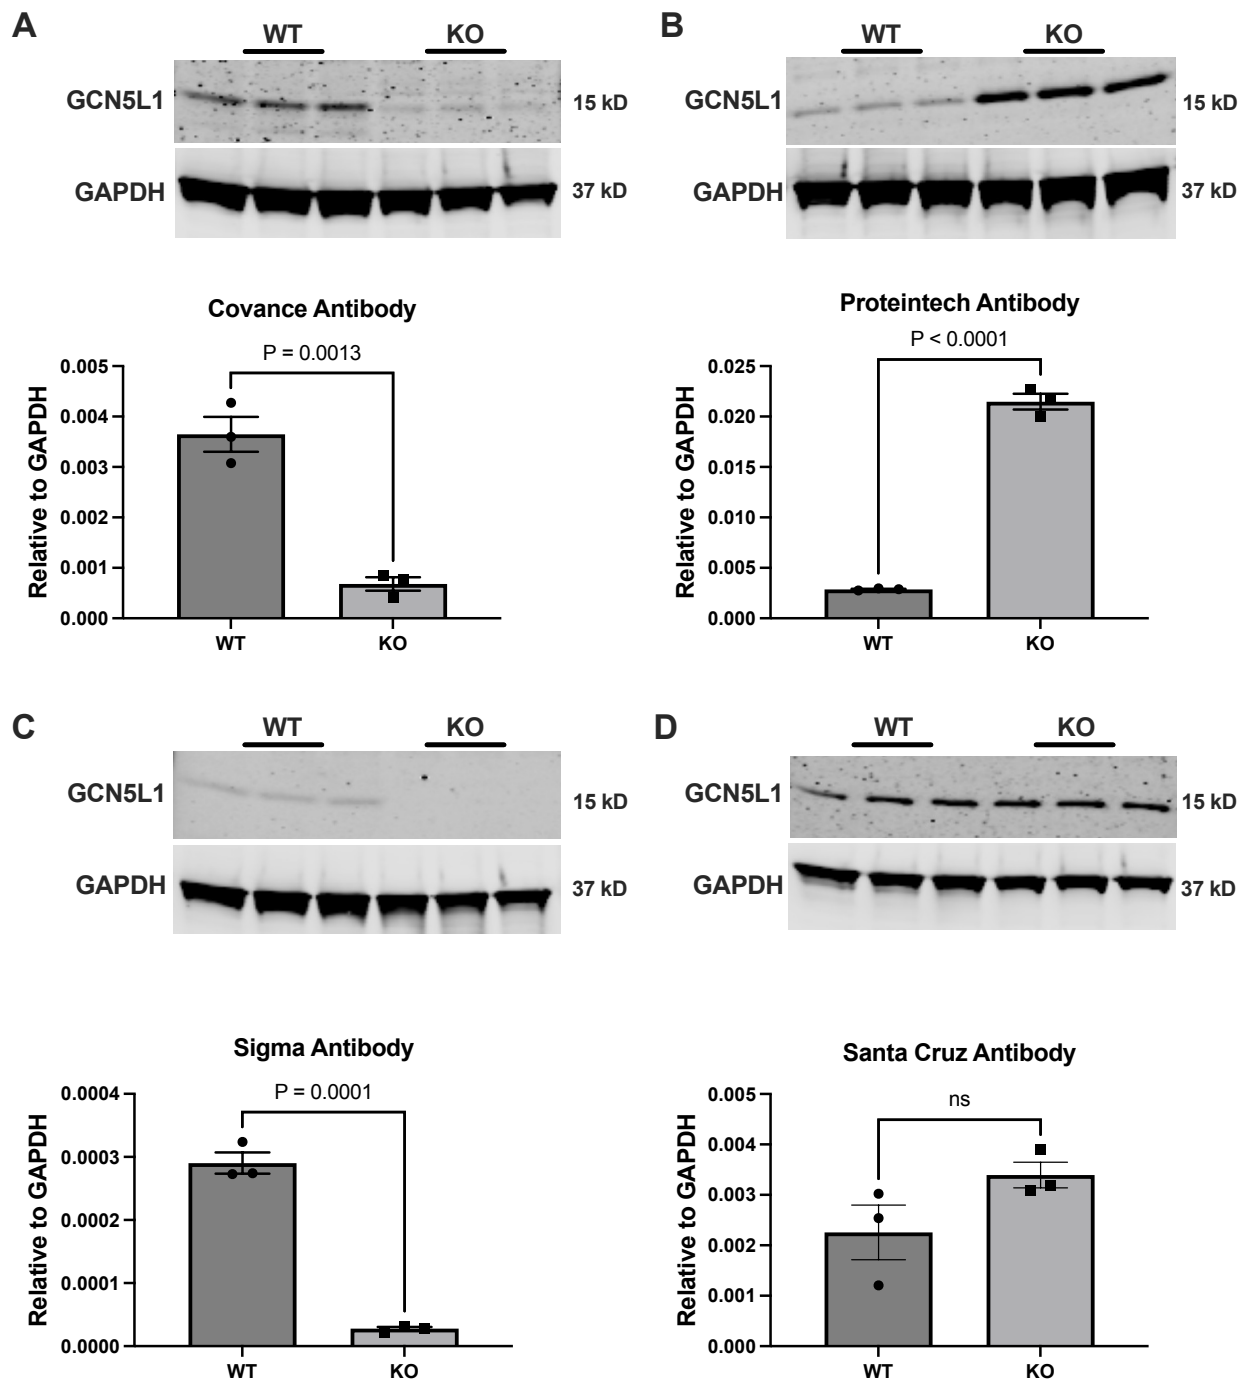 A
WT KO
GCN5L1 15 kD
GAPDH 37 kD
Covance Antibody
P = 0.0013
Relative to GAPDH
0.005
0.004
0.003
0.002
0.001
0.000
WT KO
B
WT KO
GCN5L1 15 kD
GAPDH 37 kD
Proteintech Antibody
P < 0.0001
Relative to GAPDH
0.025
0.020
0.015
0.010
0.005
0.000
WT KO
C
WT KO
GCN5L1 15 kD
GAPDH 37 kD
Sigma Antibody
P = 0.0001
Relative to GAPDH
0.0004
0.0003
0.0002
0.0001
0.0000
WT KO
D
WT KO
GCN5L1 15 kD
GAPDH 37 kD
Santa Cruz Antibody
ns
Relative to GAPDH
0.005
0.004
0.003
0.002
0.001
0.000
WT KO